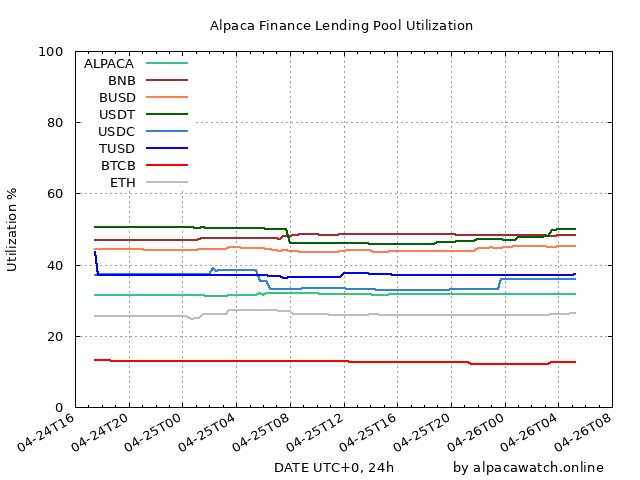 Alpaca Finance Lending Pool Utilization
100
80
60
40
20
0
Utilization %
ALPACA
BNB
BUSD
USDT
USDC
TUSD
BTCB
ETH
04-24T16
04-24T20
04-25T00
04-25T04
04-25T08
04-25T12
04-25T16
04-25T20
04-26T00
04-26T04
04-26T08
DATE UTC+0, 24h
by alpacawatch.online